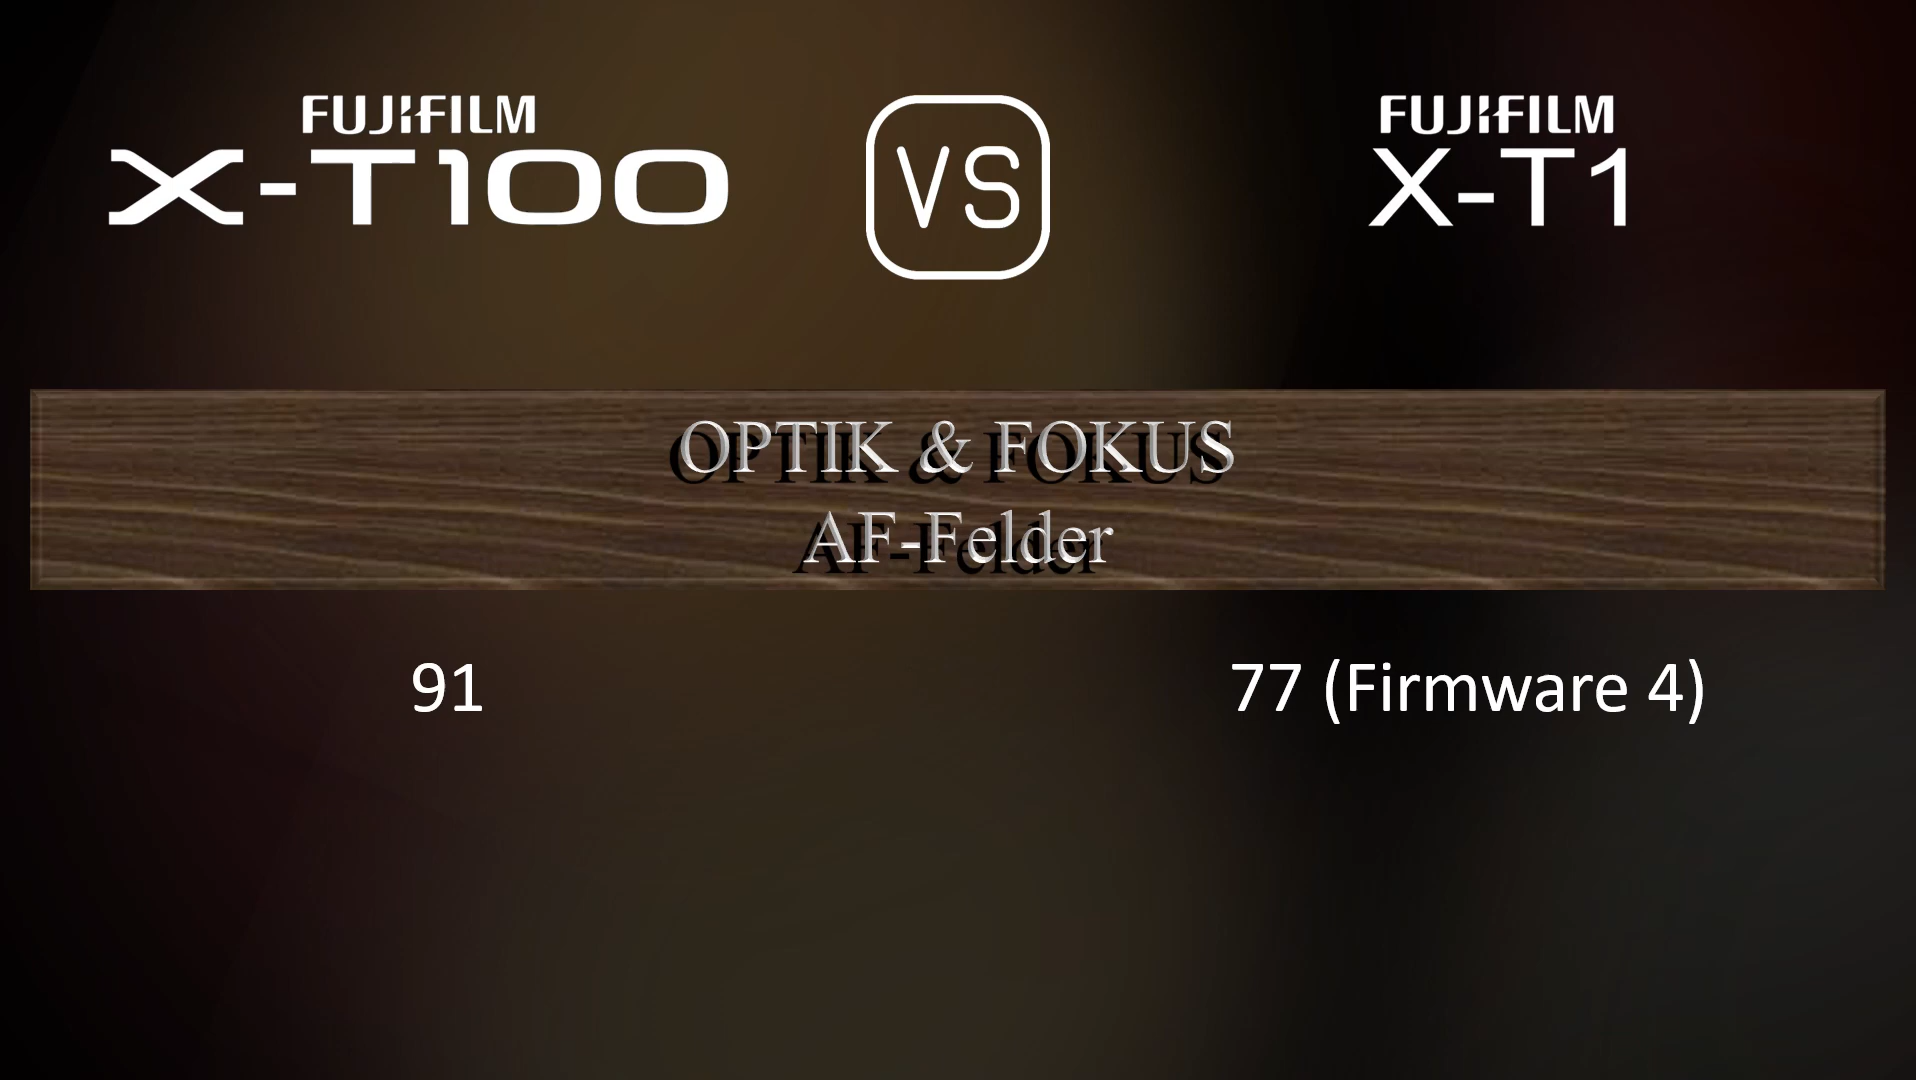 FUJIFILM
X-T100
VS
FUJIFILM
X-T1
OPTIK & FOKUS
AF-Felder
91
77 (Firmware 4)